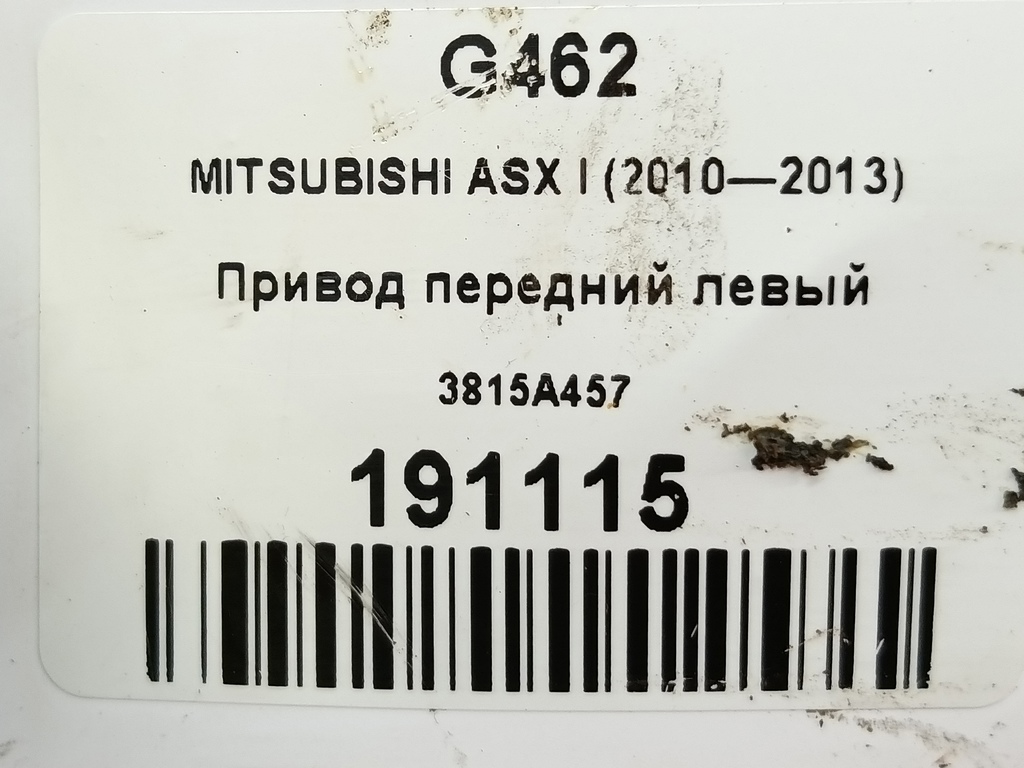 G462
MITSUBISHI ASX I (2010—2013)
Привод передний левый
3815A457
191115